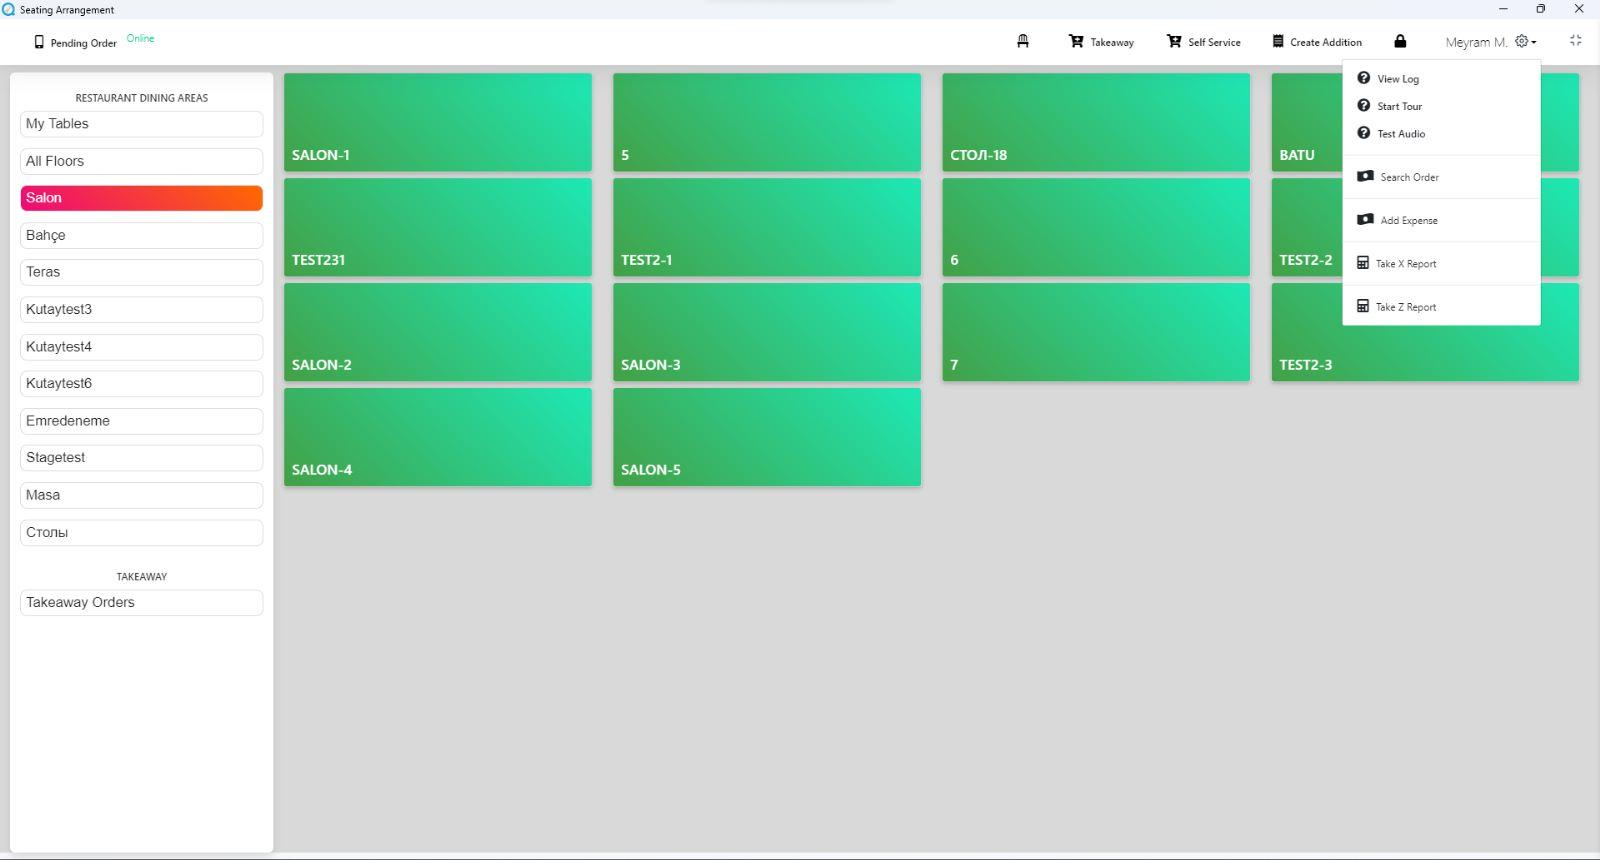 Seating Arrangement
Pending Order
Online
Takeaway
Self Service
Create Addition
Meyram M.
View Log
Start Tour
Test Audio
Search Order
Add Expense
Take X Report
Take Z Report
RESTAURANT DINING AREAS
My Tables
All Floors
Salon
Bahçe
Teras
Kutaytest3
Kutaytest4
Kutaytest6
Emredeneme
Stagetest
Masa
Столы
TAKEAWAY
Takeaway Orders
SALON-1
5
СТОЛ-18
BATU
TEST231
TEST2-1
6
TEST2-2
SALON-2
SALON-3
7
TEST2-3
SALON-4
SALON-5